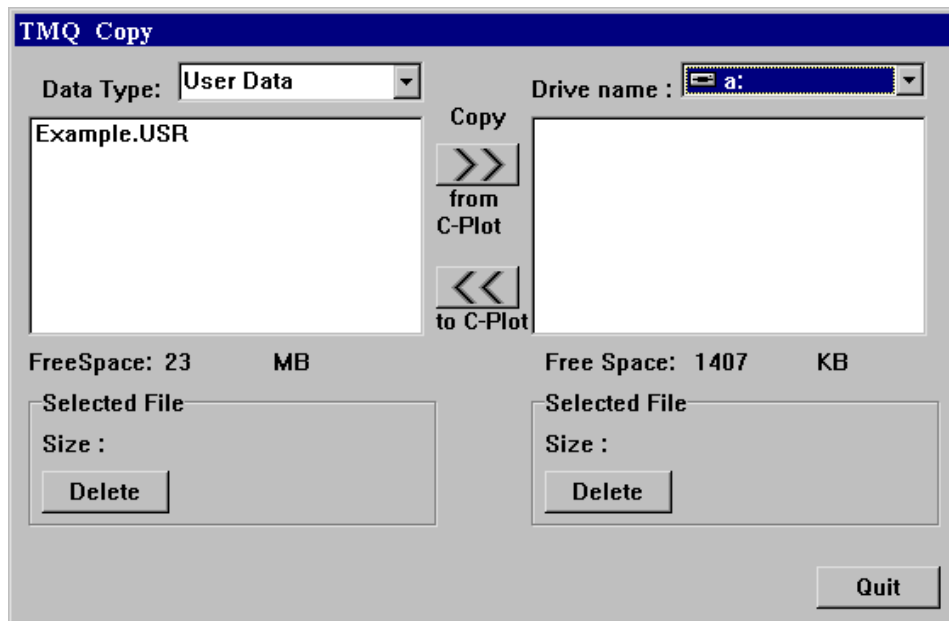 TMQ Copy
Data Type: User Data
Drive name : a:
Example.USR
Copy
>>
from
C-Plot
<<
to C-Plot
FreeSpace: 23 MB
Free Space: 1407 KB
Selected File
Size :
Delete
Selected File
Size :
Delete
Quit